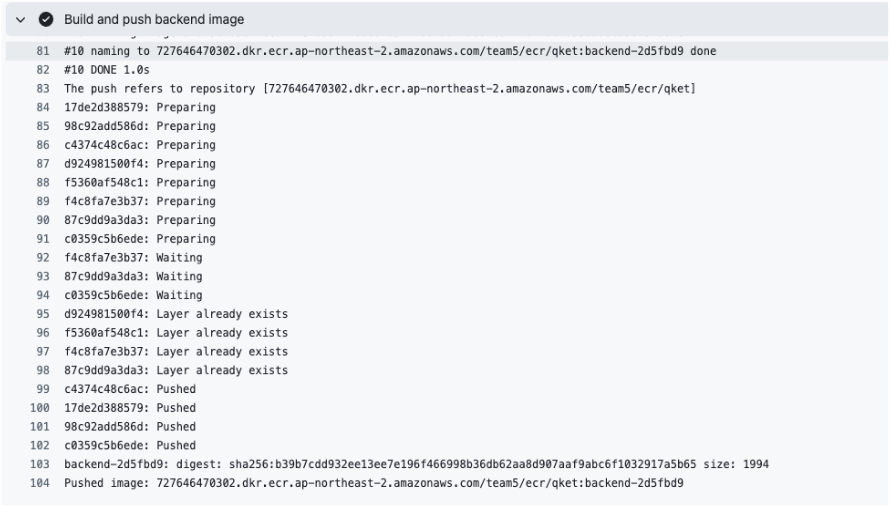 Build and push backend image
81 #10 naming to 727646470302.dkr.ecr.ap-northeast-2.amazonaws.com/team5/ecr/qket:backend-2d5fbd9 done
82 #10 DONE 1.0s
83 The push refers to repository [727646470302.dkr.ecr.ap-northeast-2.amazonaws.com/team5/ecr/qket]
84 17de2d388579: Preparing
85 98c92add586d: Preparing
86 c4374c48c6ac: Preparing
87 d924981500f4: Preparing
88 f5360af548c1: Preparing
89 f4c8fa7e3b37: Preparing
90 87c9dd9a3da3: Preparing
91 c0359c5b6ede: Preparing
92 f4c8fa7e3b37: Waiting
93 87c9dd9a3da3: Waiting
94 c0359c5b6ede: Waiting
95 d924981500f4: Layer already exists
96 f5360af548c1: Layer already exists
97 f4c8fa7e3b37: Layer already exists
98 87c9dd9a3da3: Layer already exists
99 c4374c48c6ac: Pushed
100 17de2d388579: Pushed
101 98c92add586d: Pushed
102 c0359c5b6ede: Pushed
103 backend-2d5fbd9: digest: sha256:b39b7cdd932ee13ee7e196f466998b36db62aa8d907aaf9abc6f1032917a5b65 size: 1994
104 Pushed image: 727646470302.dkr.ecr.ap-northeast-2.amazonaws.com/team5/ecr/qket:backend-2d5fbd9